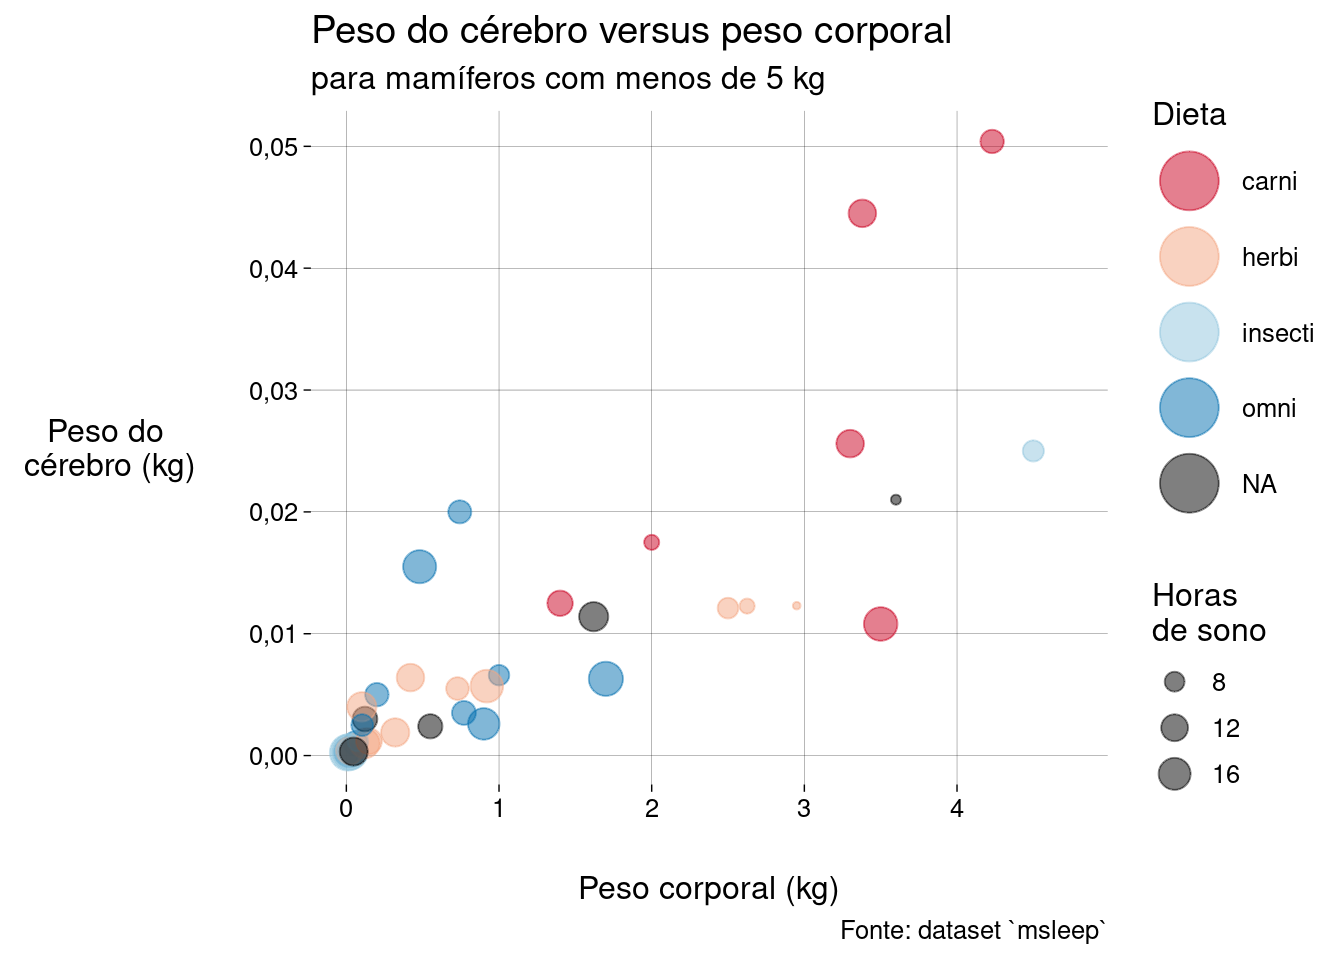 Peso do cérebro versus peso corporal
para mamíferos com menos de 5 kg
Peso do
cérebro (kg)
0,05
0,04
0,03
0,02
0,01
0,00
0 1 2 3 4
Peso corporal (kg)
Fonte: dataset `msleep`
Dieta
carni
herbi
insecti
omni
NA
Horas
de sono
8
12
16